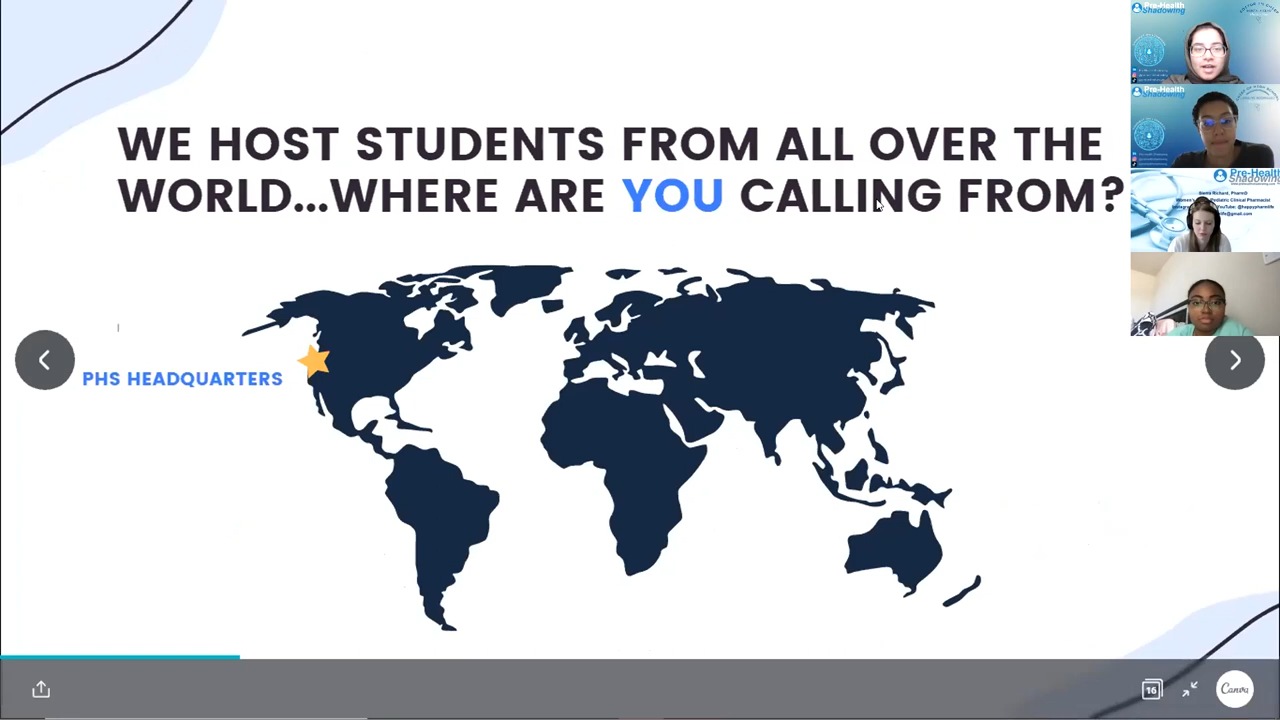 WE HOST STUDENTS FROM ALL OVER THE
WORLD...WHERE ARE YOU CALLING FROM?
PHS HEADQUARTERS
Pre-Health
Shadowing
Pre-Health
Shadowing
Pre-Health
Shadowing
16
Canva